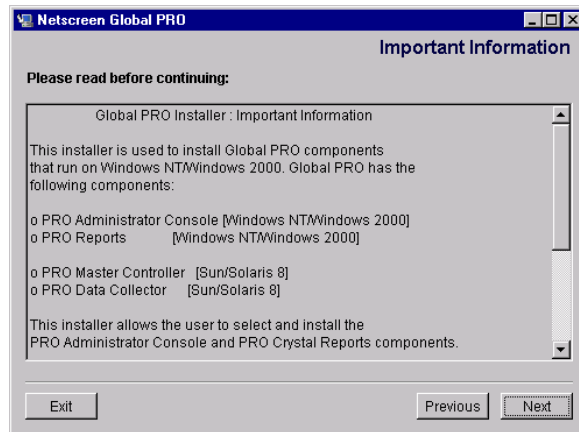 Netscreen Global PRO
Important Information
Please read before continuing:
Global PRO Installer : Important Information
This installer is used to install Global PRO components
that run on Windows NT/Windows 2000. Global PRO has the
following components:
o PRO Administrator Console [Windows NT/Windows 2000]
o PRO Reports [Windows NT/Windows 2000]
o PRO Master Controller [Sun/Solaris 8]
o PRO Data Collector [Sun/Solaris 8]
This installer allows the user to select and install the
PRO Administrator Console and PRO Crystal Reports components.
Exit Previous Next